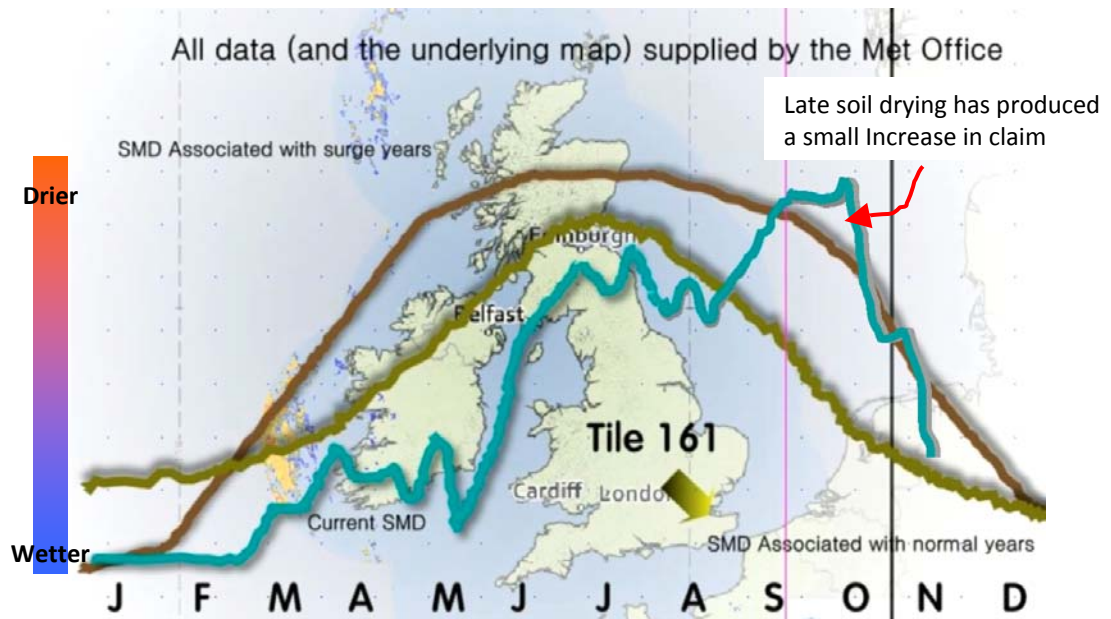 All data (and the underlying map) supplied by the Met Office
Late soil drying has produced
a small Increase in claim
SMD Associated with surge years
Drier
Edinburgh
Belfast
Tile 161
Cardiff
London
Current SMD
SMD Associated with normal years
Wetter
J F M A M J J A S O N D